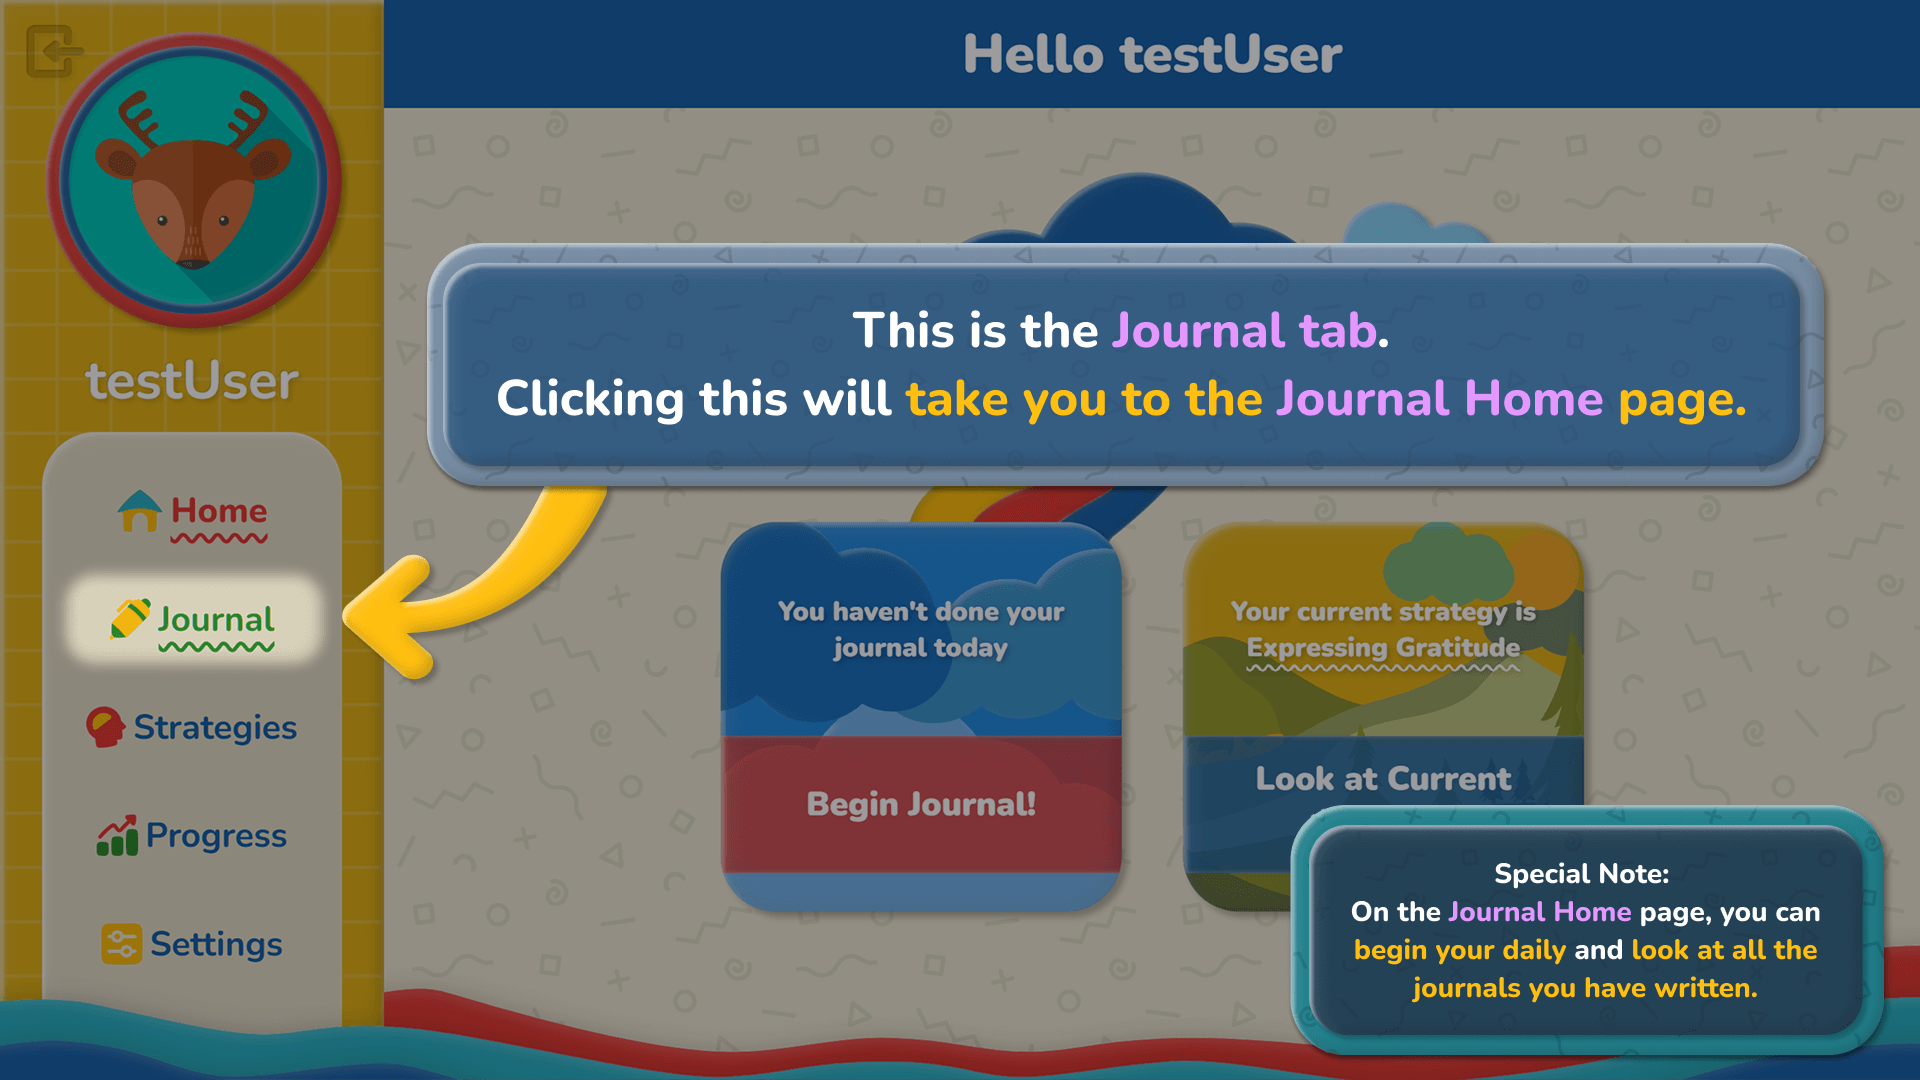 Hello testUser
testUser
Home
Journal
Strategies
Progress
Settings
This is the Journal tab.
Clicking this will take you to the Journal Home page.
You haven't done your
journal today
Begin Journal!
Your current strategy is
Expressing Gratitude
Look at Current
Special Note:
On the Journal Home page, you can
begin your daily and look at all the
journals you have written.